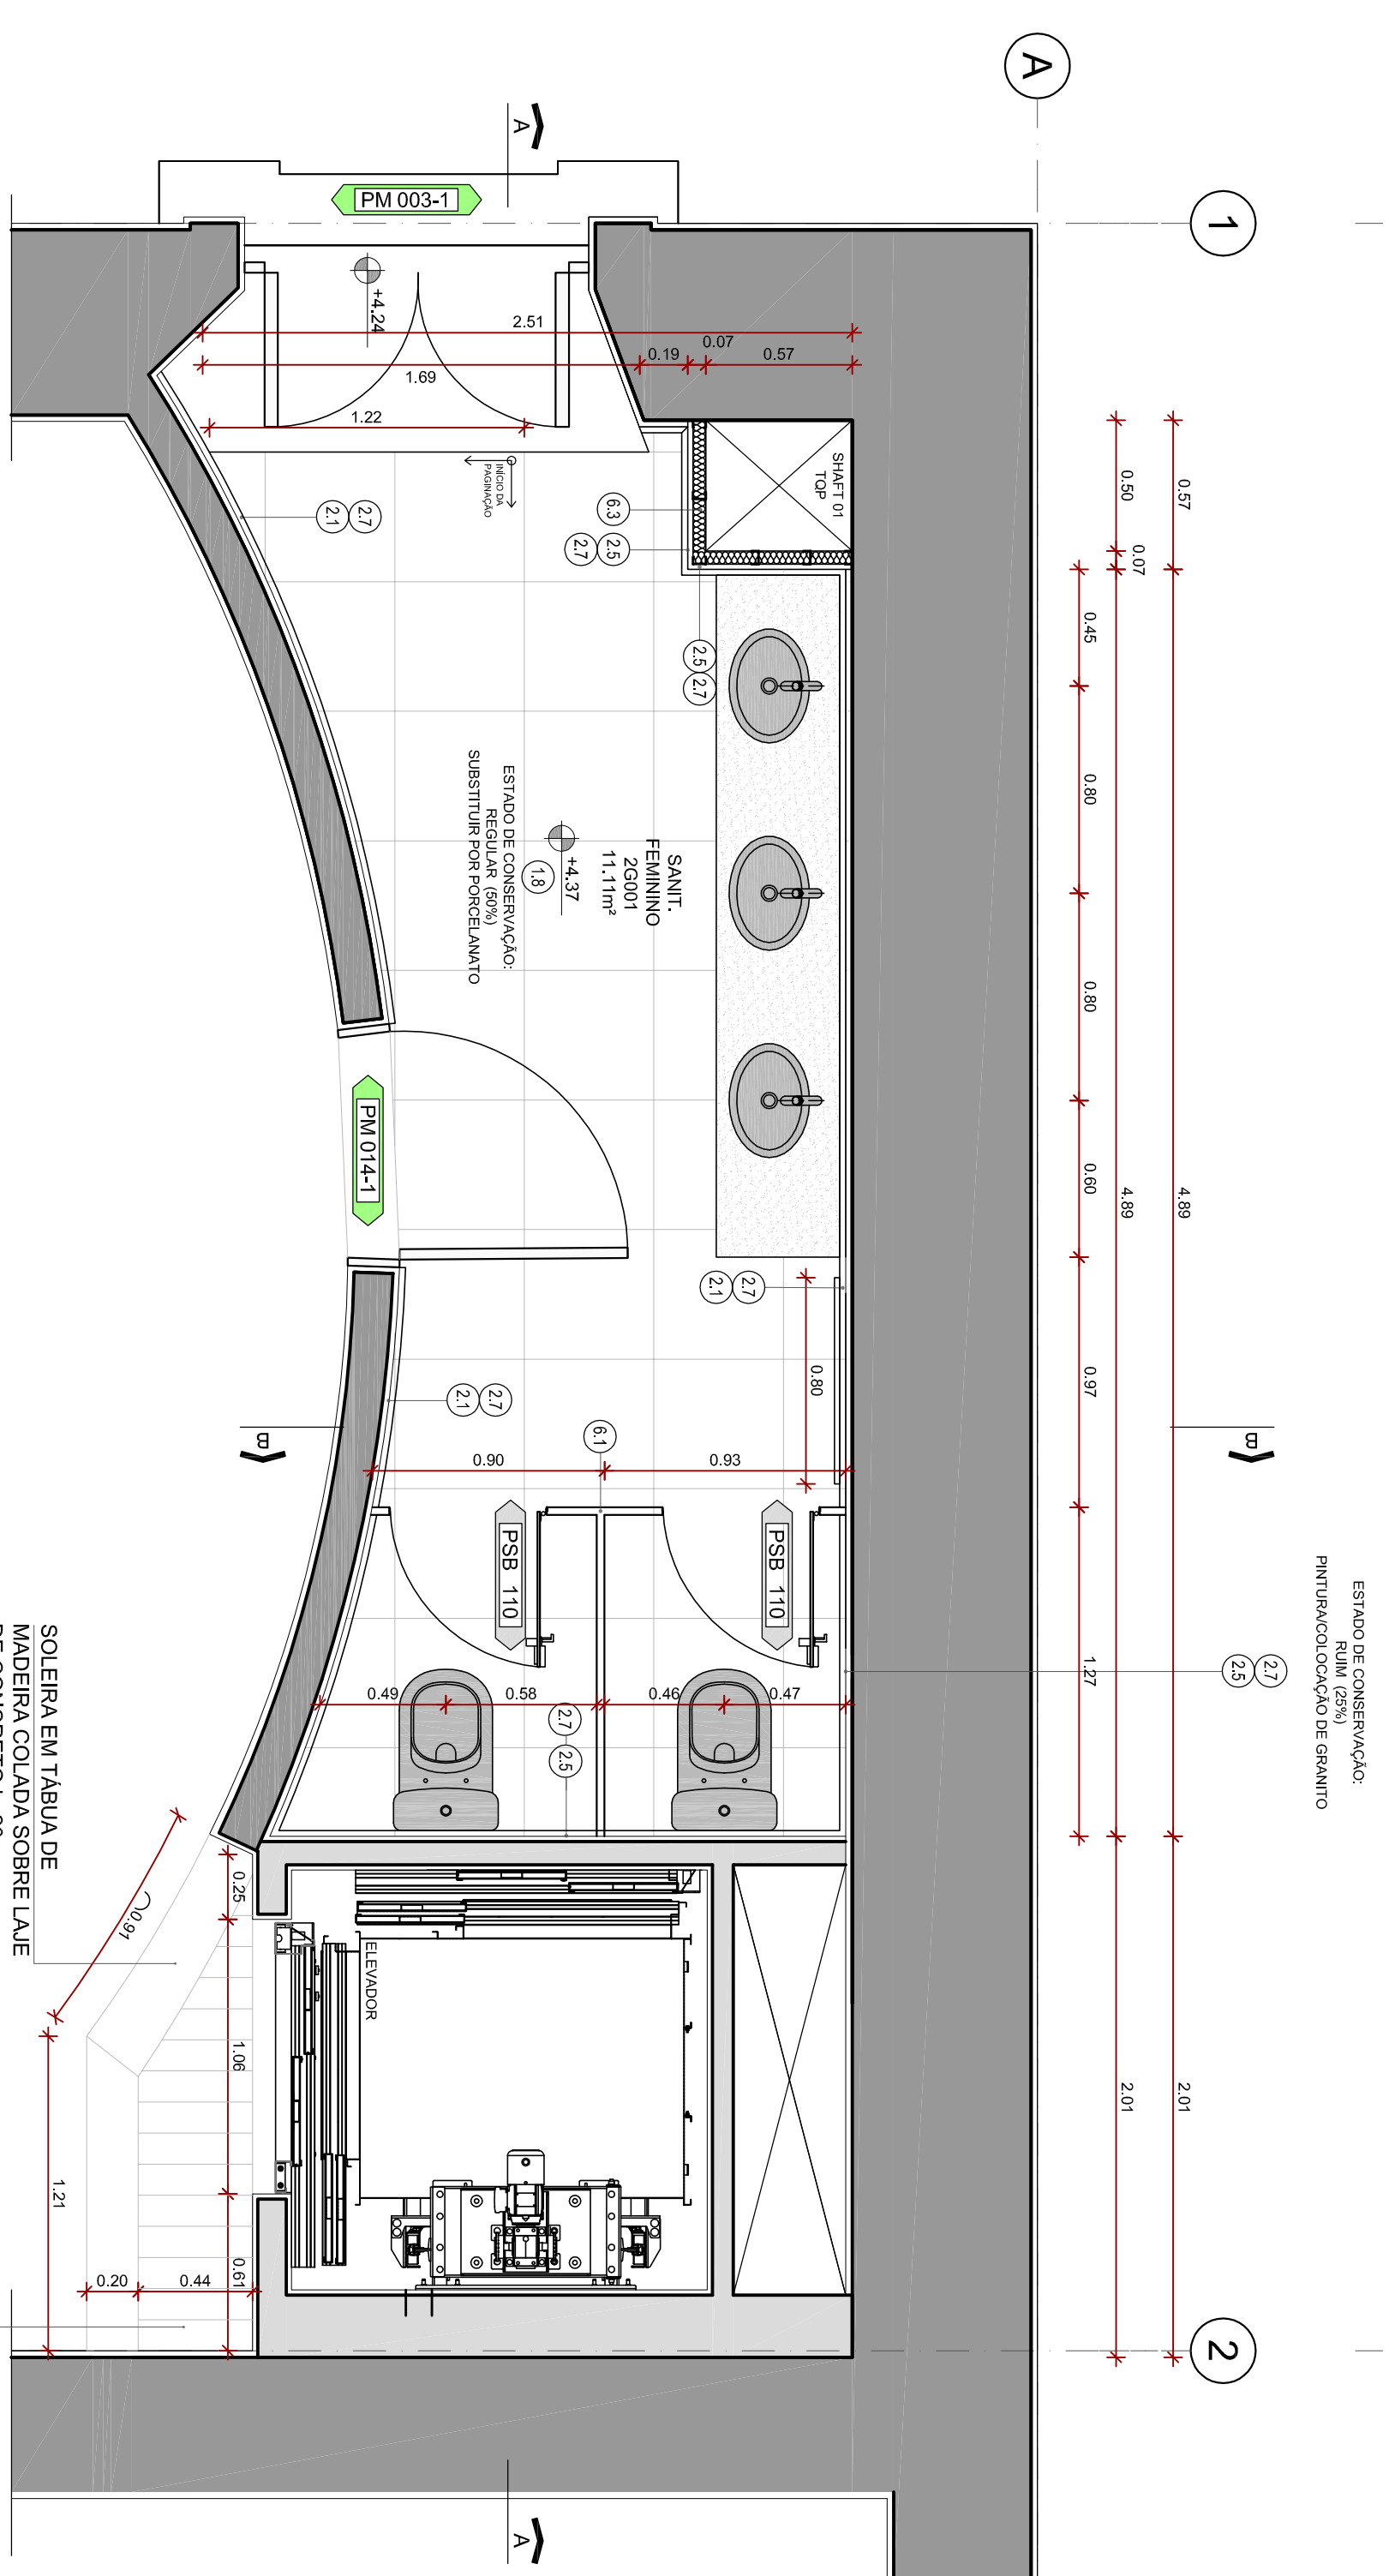 A
1
2
A
A
B
B
PM 003-1
+4.24
2.51
0.07
0.19
0.57
1.69
1.22
INÍCIO DA
PAGINAÇÃO
SHAFT 01
TQP
6.3
2.5
2.7
2.7
2.1
2.5
2.7
0.57
0.50
0.07
0.45
0.80
0.80
0.60
0.97
1.27
4.89
4.89
2.01
2.01
SANIT.
FEMININO
2G001
11.11m²
+4.37
1.8
ESTADO DE CONSERVAÇÃO:
REGULAR (50%)
SUBSTITUIR POR PORCELANATO
PM 014-1
2.7
2.1
0.80
2.7
2.1
6.1
0.90
0.93
PSB 110
PSB 110
0.49
0.58
0.46
0.47
2.7
2.5
ESTADO DE CONSERVAÇÃO:
RUIM (25%)
PINTURA/COLOCAÇÃO DE GRANITO
2.7
2.5
ELEVADOR
0.25
1.06
0.61
0.91
1.21
0.20
0.44
SOLEIRA EM TÁBUA DE
MADEIRA COLADA SOBRE LAJE